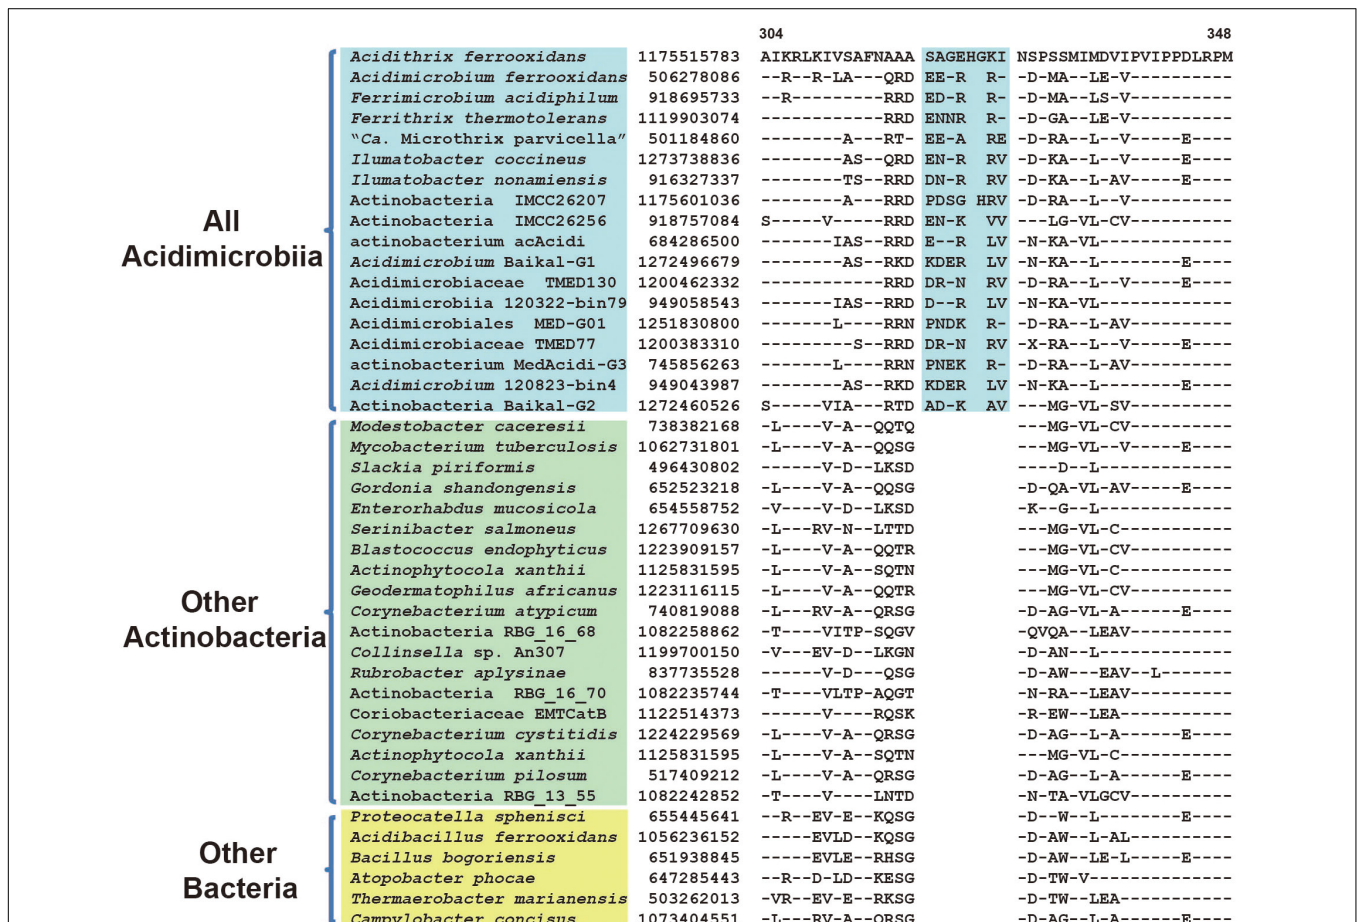 304 348
Acidithrix ferrooxidans 1175515783 AIKRLKIVSAFNAAA SAGEHGKI NSPSSMIMDVIPVIPPDLRPM
Acidimicrobium ferrooxidans 506278086 --R--R-LA---QRD EE-R R- -D-MA--LE-V----------
Ferrimicrobium acidiphilum 918695733 --R---------RRD ED-R R- -D-MA--LS-V----------
Ferrithrix thermotolerans 1119903074 ------------RRD ENNR R- -D-GA--LE-V----------
"Ca. Microthrix parvicella" 501184860 --------A---RT- EE-A RE -D-RA--L--V-----E----
Ilumatobacter coccineus 1273738836 --------AS--QRD EN-R RV -D-KA--L--V-----E----
Ilumatobacter nonamiensis 916327337 --------TS--RRD DN-R RV -D-KA--L-AV-----E----
Actinobacteria IMCC26207 1175601036 --------A---RRD PDSG HRV -D-RA--L--V----------
All
Acidimicrobiia
Actinobacteria IMCC26256 918757084 S-----V-----RRD EN-K VV ---LG-VL-CV----------
actinobacterium acAcidi 684286500 -------IAS--RRD E--R LV -N-KA-VL-------------
Acidimicrobium Baikal-G1 1272496679 --------AS--RKD KDER LV -N-KA--L--------E----
Acidimicrobiaceae TMED130 1200462332 ------------RRD DR-N RV -D-RA--L--V-----E----
Acidimicrobiia 120322-bin79 949058543 -------IAS--RRD D--R LV -N-KA-VL-------------
Acidimicrobiales MED-G01 1251830800 -------L----RRN PNDK R- -D-RA--L-AV----------
Acidimicrobiaceae TMED77 1200383310 ---------S--RRD DR-N RV -X-RA--L--V-----E----
actinobacterium MedAcidi-G3 745856263 -------L----RRN PNEK R- -D-RA--L-AV----------
Acidimicrobium 120823-bin4 949043987 --------AS--RKD KDER LV -N-KA--L--------E----
Actinobacteria Baikal-G2 1272460526 S-----VIA---RTD AD-K AV ---MG-VL-SV----------
Modestobacter caceresii 738382168 -L----V-A--QQTQ ---MG-VL-CV----------
Mycobacterium tuberculosis 1062731801 -L----V-A--QQSG ---MG-VL--V-----E----
Slackia piriformis 496430802 ------V-D--LKSD ----D--L-------------
Gordonia shandongensis 652523218 -L----V-A--QQSG -D-QA-VL-AV-----E----
Enterorhabdus mucosicola 654558752 -V----V-D--LKSD -K--G--L-------------
Serinibacter salmoneus 1267709630 -L---RV-N--LTTD ---MG-VL-C-----------
Blastococcus endophyticus 1223909157 -L----V-A--QQTR ---MG-VL-CV----------
Actinophytocola xanthii 1125831595 -L----V-A--SQTN ---MG-VL-C-----------
Geodermatophilus africanus 1223116115 -L----V-A--QQTR ---MG-VL-CV----------
Other
Actinobacteria
Corynebacterium atypicum 740819088 -L---RV-A--QRSG -D-AG-VL-A------E----
Actinobacteria RBG_16_68 1082258862 -T----VITP-SQGV -QVQA--LEAV----------
Collinsella sp. An307 1199700150 -V---EV-D--LKGN -D-AN--L-------------
Rubrobacter aplysinae 837735528 ------V-D---QSG -D-AW---EAV--L-------
Actinobacteria RBG_16_70 1082235744 -T----VLTP-AQGT -N-RA--LEAV----------
Coriobacteriaceae EMTCatB 1122514373 ------V----RQSK -R-EW--LEA-----------
Corynebacterium cystitidis 1224229569 -L----V-A--QRSG -D-AG--L-A------E----
Actinophytocola xanthii 1125831595 -L----V-A--SQTN ---MG-VL-C-----------
Corynebacterium pilosum 517409212 -L----V-A--QRSG -D-AG--L-A------E----
Actinobacteria RBG_13_55 1082242852 -T----V----LNTD -N-TA-VLGCV----------
Proteocatella sphenisci 655445641 --R--EV-E--KQSG -D--W--L--------E----
Acidibacillus ferrooxidans 1056236152 -----EVLD--KQSG -D-AW--L-AL----------
Other
Bacteria
Bacillus bogoriensis 651938845 -----EVLE--RHSG -D-AW--LE-L-----E----
Atopobacter phocae 647285443 --R--D-LD--KESG -D-TW-V--------------
Thermaerobacter marianensis 503262013 -VR--EV-E--RKSG -D-TW--LEA-----------
Campylobacter concisus 1073404551 -L---RV-A--QRSG -D-AG--L-A------E----